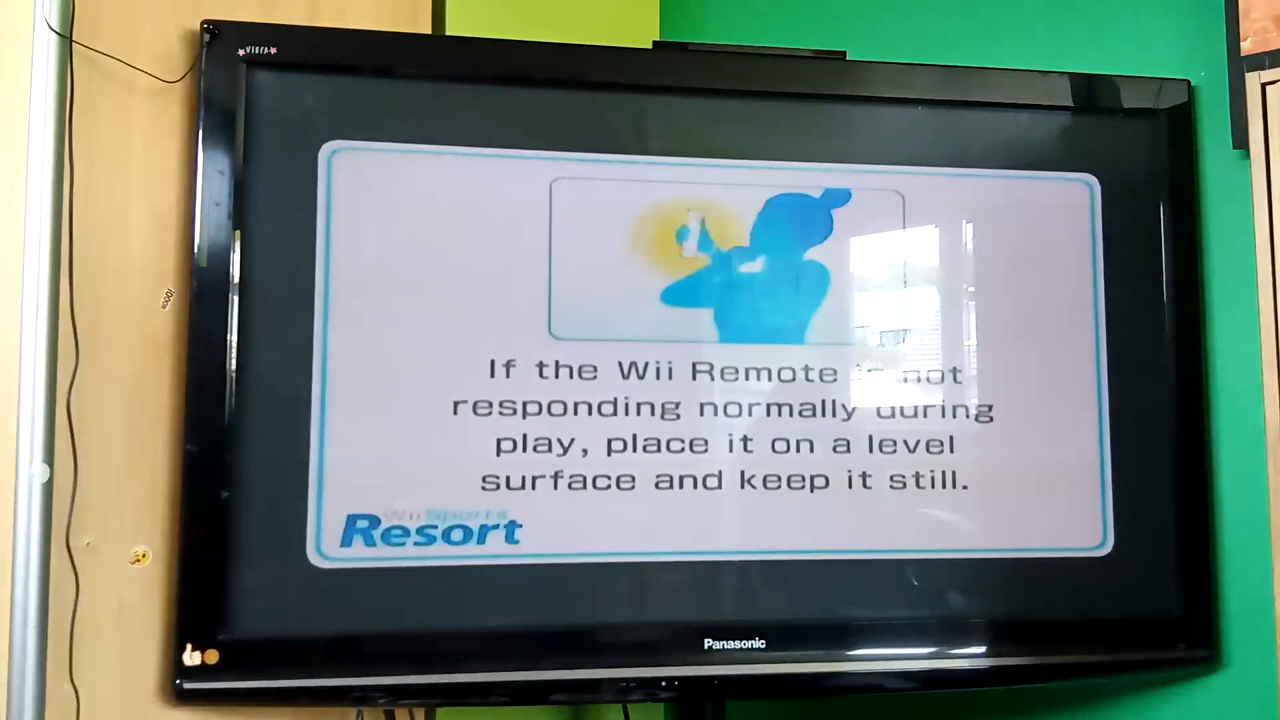 VIERA
If the Wii Remote is not
responding normally during
play, place it on a level
surface and keep it still.
Wii Sports
Resort
Panasonic